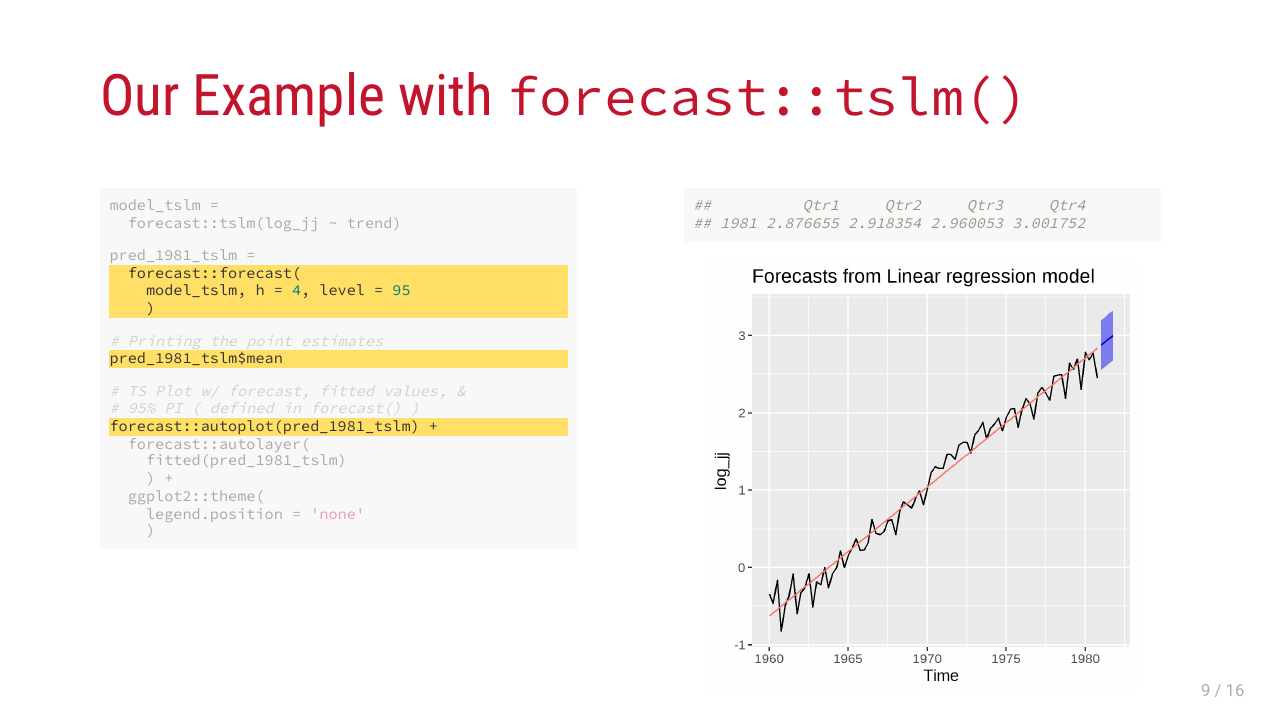 Our Example with forecast::tslm()
model_tslm =
  forecast::tslm(log_jj ~ trend)
pred_1981_tslm =
  forecast::forecast(
    model_tslm, h = 4, level = 95
    )
# Printing the point estimates
pred_1981_tslm$mean
# TS Plot w/ forecast, fitted values, &
# 95% PI ( defined in forecast() )
forecast::autoplot(pred_1981_tslm) +
  forecast::autolayer(
    fitted(pred_1981_tslm)
    ) +
  ggplot2::theme(
    legend.position = 'none'
    )
##          Qtr1     Qtr2     Qtr3     Qtr4
## 1981 2.876655 2.918354 2.960053 3.001752
Forecasts from Linear regression model
3
2
1
0
-1
log_jj
1960 1965 1970 1975 1980
Time
9 / 16